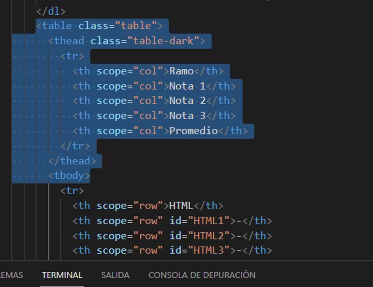 </dl>
<table class="table">
<thead class="table-dark">
<tr>
<th scope="col">Ramo</th>
<th scope="col">Nota 1</th>
<th scope="col">Nota 2</th>
<th scope="col">Nota 3</th>
<th scope="col">Promedio</th>
</tr>
</thead>
<tbody>
<tr>
<th scope="row">HTML</th>
<th scope="row" id="HTML1">-</th>
<th scope="row" id="HTML2">-</th>
<th scope="row" id="HTML3">-</th>
LEMAS TERMINAL SALIDA CONSOLA DE DEPURACIÓN